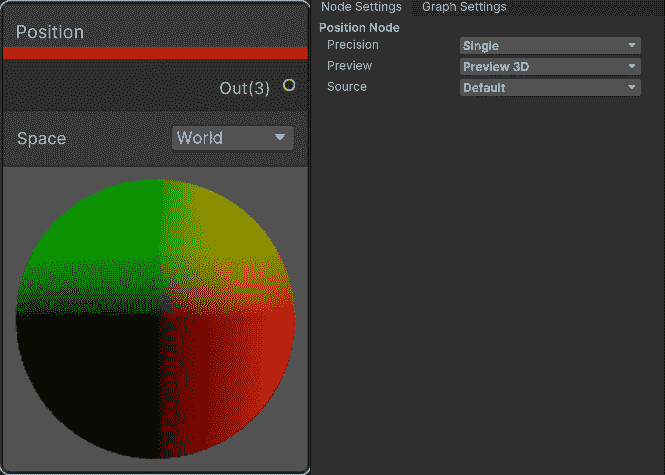 Position
Out(3)
Space World
Node Settings Graph Settings
Position Node
Precision Single
Preview Preview 3D
Source Default